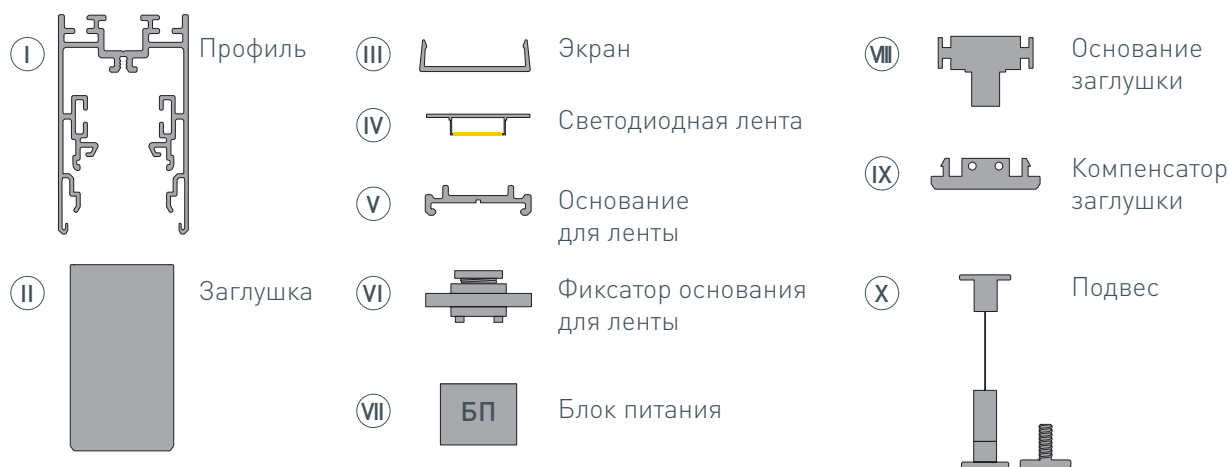 I
Профиль
II
Заглушка
III
Экран
IV
Светодиодная лента
V
Основание
для ленты
VI
Фиксатор основания
для ленты
VII
БП
Блок питания
VIII
Основание
заглушки
IX
Компенсатор
заглушки
X
Подвес